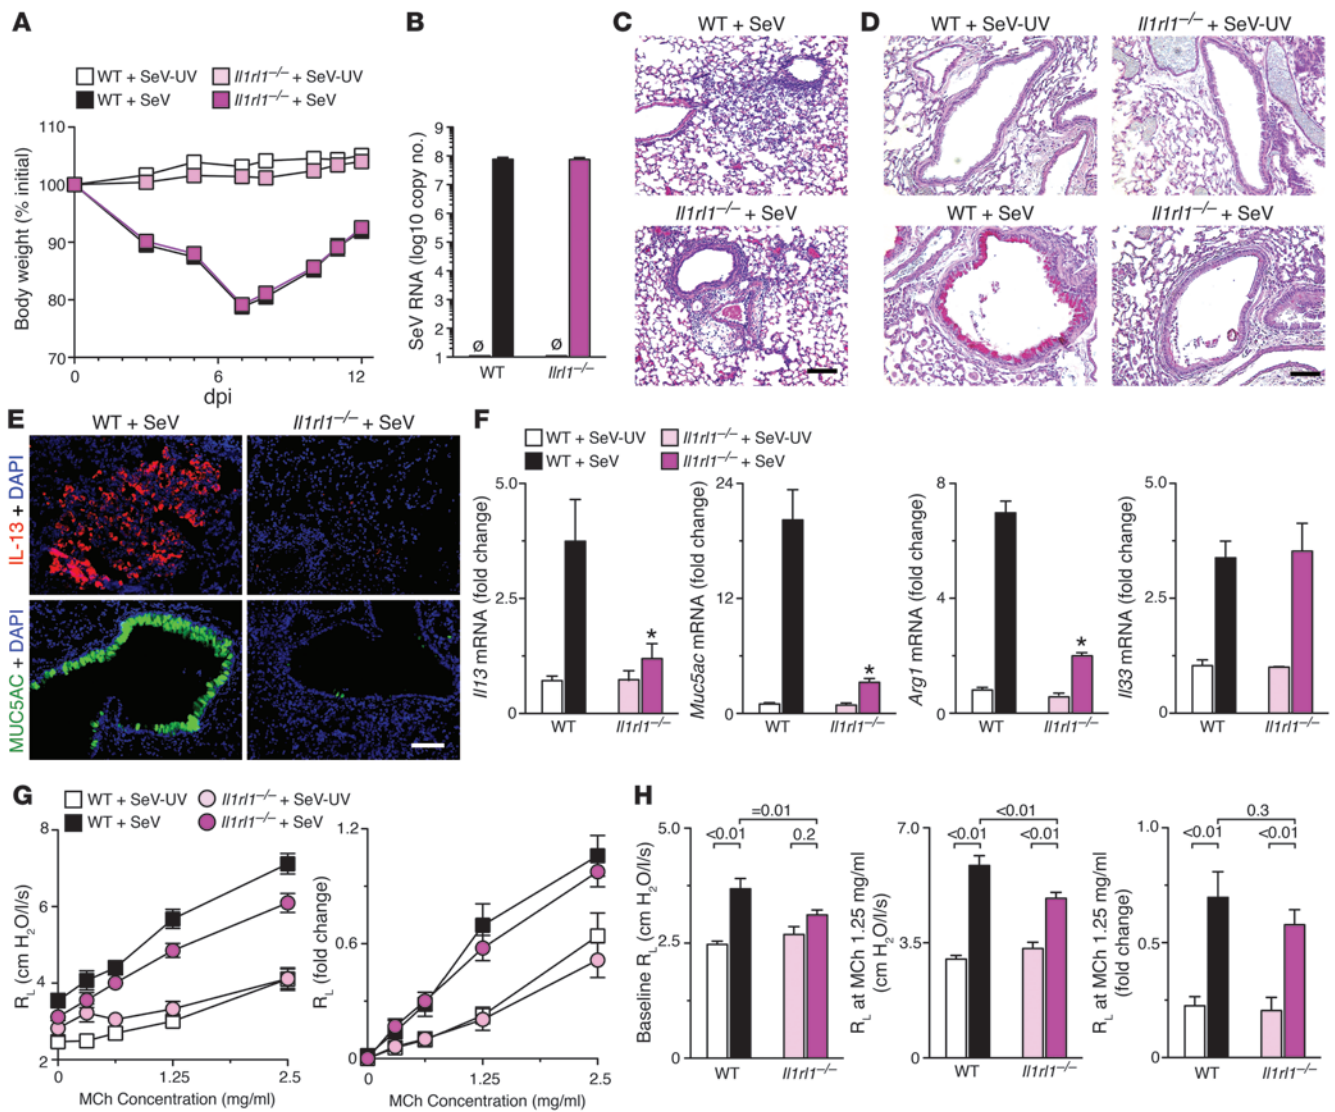 A
WT + SeV-UV
Il1rl1–/– + SeV-UV
WT + SeV
Il1rl1–/– + SeV
Body weight (% initial)
110
100
90
80
70
0
6
12
dpi
B
SeV RNA (log10 copy no.)
9
8
7
6
5
4
3
2
1
Ø
Ø
WT
Ilrl1–/–
C
WT + SeV
Il1rl1–/– + SeV
D
WT + SeV-UV
Il1rl1–/– + SeV-UV
WT + SeV
Il1rl1–/– + SeV
E
WT + SeV
Il1rl1–/– + SeV
IL-13 + DAPI
MUC5AC + DAPI
F
WT + SeV-UV
Il1rl1–/– + SeV-UV
WT + SeV
Il1rl1–/– + SeV
Il13 mRNA (fold change)
5.0
2.5
0
*
WT
Il1rl1–/–
Muc5ac mRNA (fold change)
24
12
0
*
WT
Il1rl1–/–
Arg1 mRNA (fold change)
8
4
0
*
WT
Il1rl1–/–
Il33 mRNA (fold change)
5.0
2.5
0
WT
Il1rl1–/–
G
WT + SeV-UV
Il1rl1–/– + SeV-UV
WT + SeV
Il1rl1–/– + SeV
RL (cm H2O/l/s)
8
6
4
2
0
1.25
2.5
MCh Concentration (mg/ml)
RL (fold change)
1.2
0.6
0
0
1.25
2.5
MCh Concentration (mg/ml)
H
Baseline RL (cm H2O/l/s)
5.0
2.5
0
=0.01
<0.01
0.2
WT
Il1rl1–/–
RL at MCh 1.25 mg/ml
(cm H2O/l/s)
7.0
3.5
0
<0.01
<0.01
<0.01
WT
Il1rl1–/–
RL at MCh 1.25 mg/ml
(fold change)
1.0
0.5
0
0.3
<0.01
<0.01
WT
Il1rl1–/–